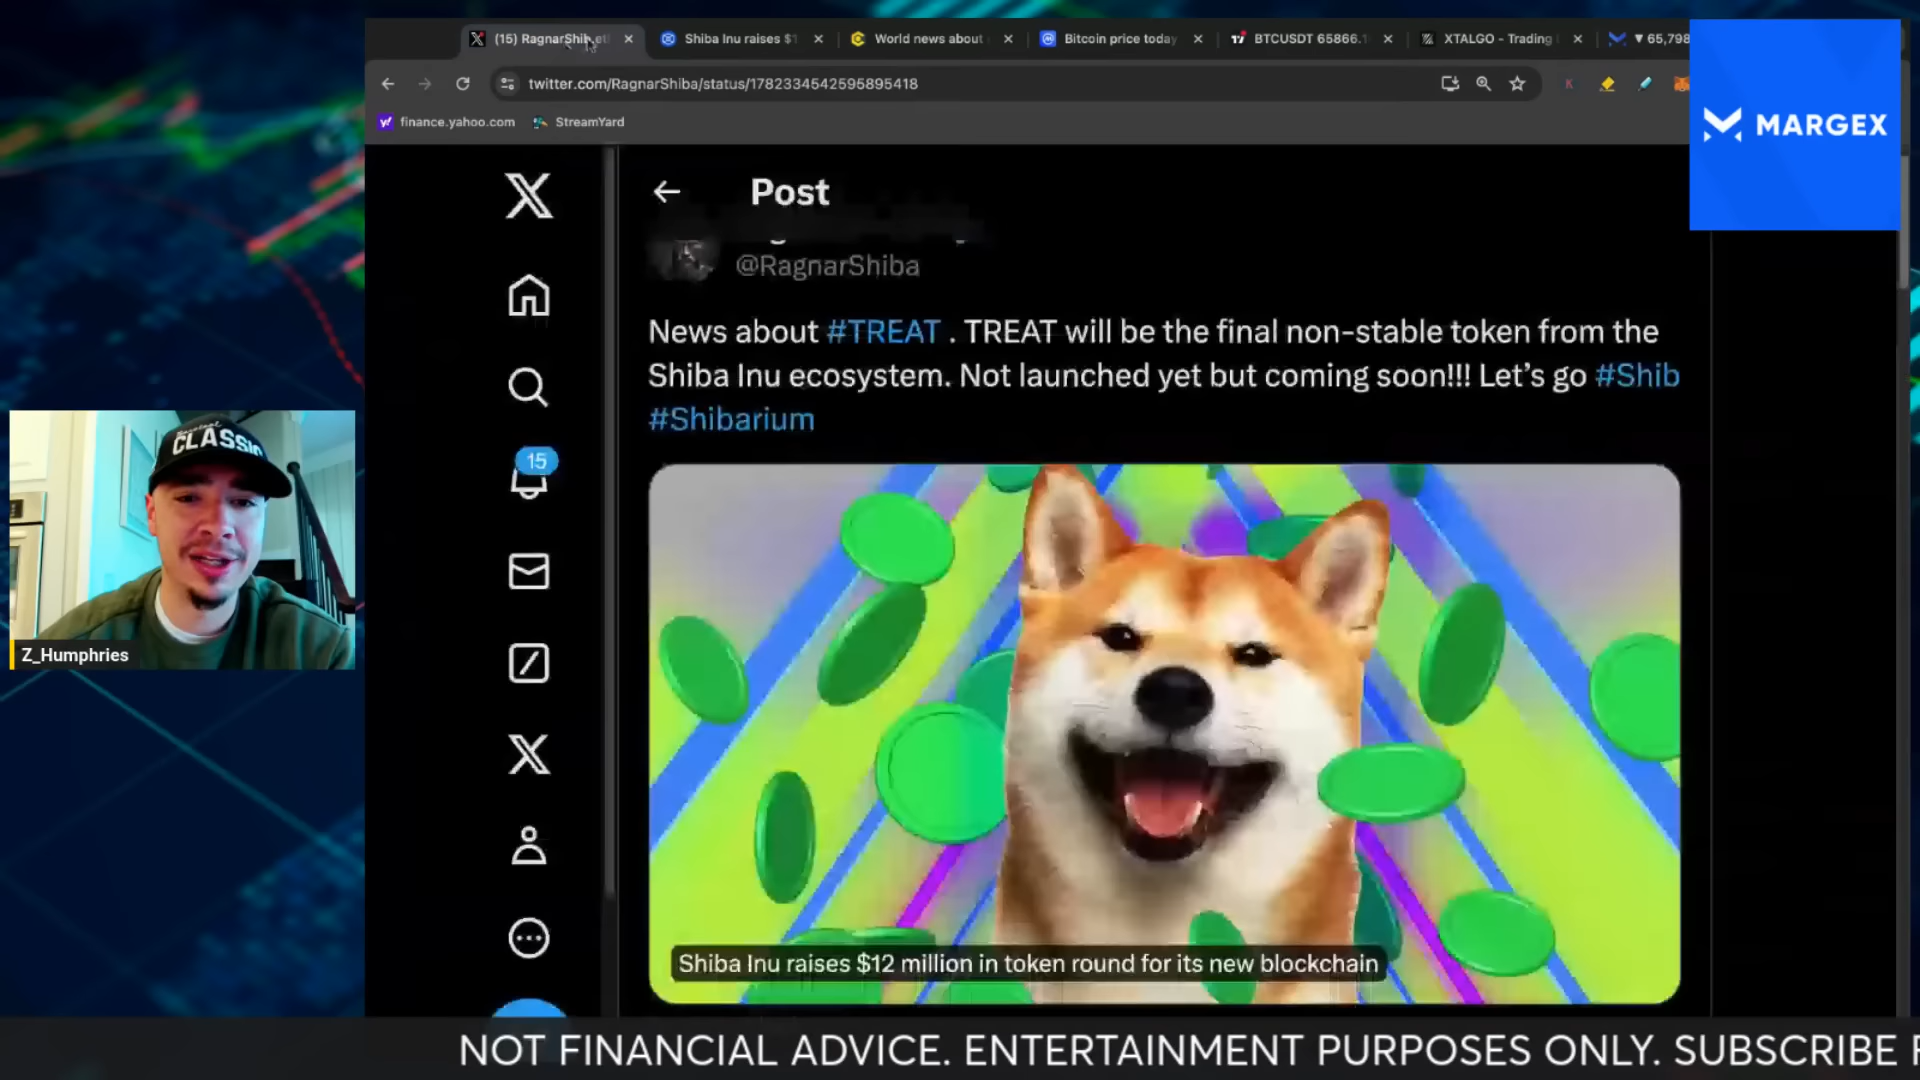 (15) RagnarShib.et
Shiba Inu raises $1
World news about
Bitcoin price today
BTCUSDT 65866.1
XTALGO - Trading
▼ 65,798
twitter.com/RagnarShiba/status/1782334542595895418
finance.yahoo.com
StreamYard
MARGEX
Post
@RagnarShiba
News about #TREAT . TREAT will be the final non-stable token from the
Shiba Inu ecosystem. Not launched yet but coming soon!!! Let’s go #Shib
#Shibarium
15
CLASSIC
Z_Humphries
Shiba Inu raises $12 million in token round for its new blockchain
NOT FINANCIAL ADVICE. ENTERTAINMENT PURPOSES ONLY. SUBSCRIBE F